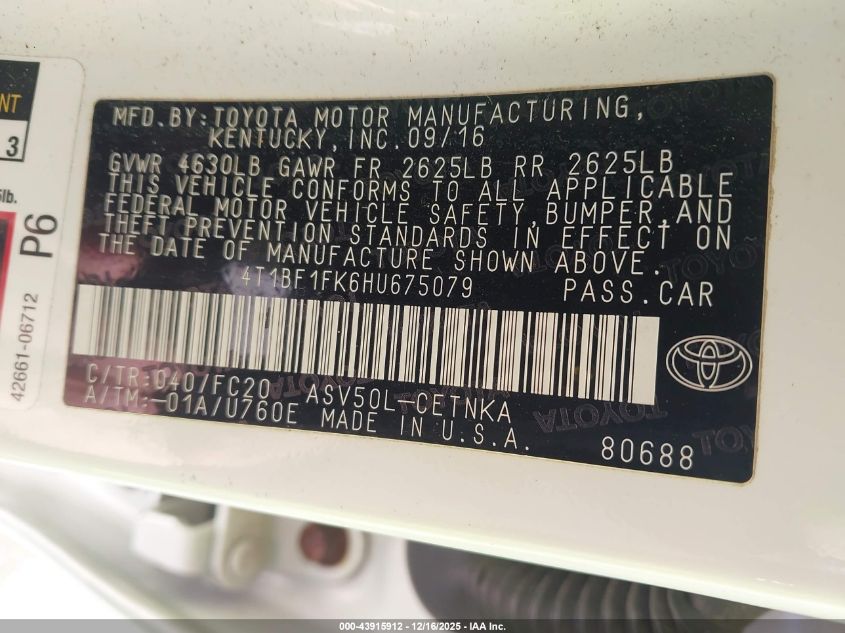 MFD.BY:TOYOTA MOTOR MANUFACTURING,
KENTUCKY,INC.09/16
GVWR 4630LB GAWR FR 2625LB RR 2625LB
THIS VEHICLE CONFORMS TO ALL APPLICABLE
FEDERAL MOTOR VEHICLE SAFETY,BUMPER,AND
THEFT PREVENTION STANDARDS IN EFFECT ON
THE DATE OF MANUFACTURE SHOWN ABOVE.
4T1BF1FK6HU675079 PASS.CAR
C/TR:040/FC20 ASV50L-CETNKA
A/TM:-01A/U760E MADE IN U.S.A.
80688
3
P6
42661-06712
000-43915912 - 12/16/2025 - IAA Inc.